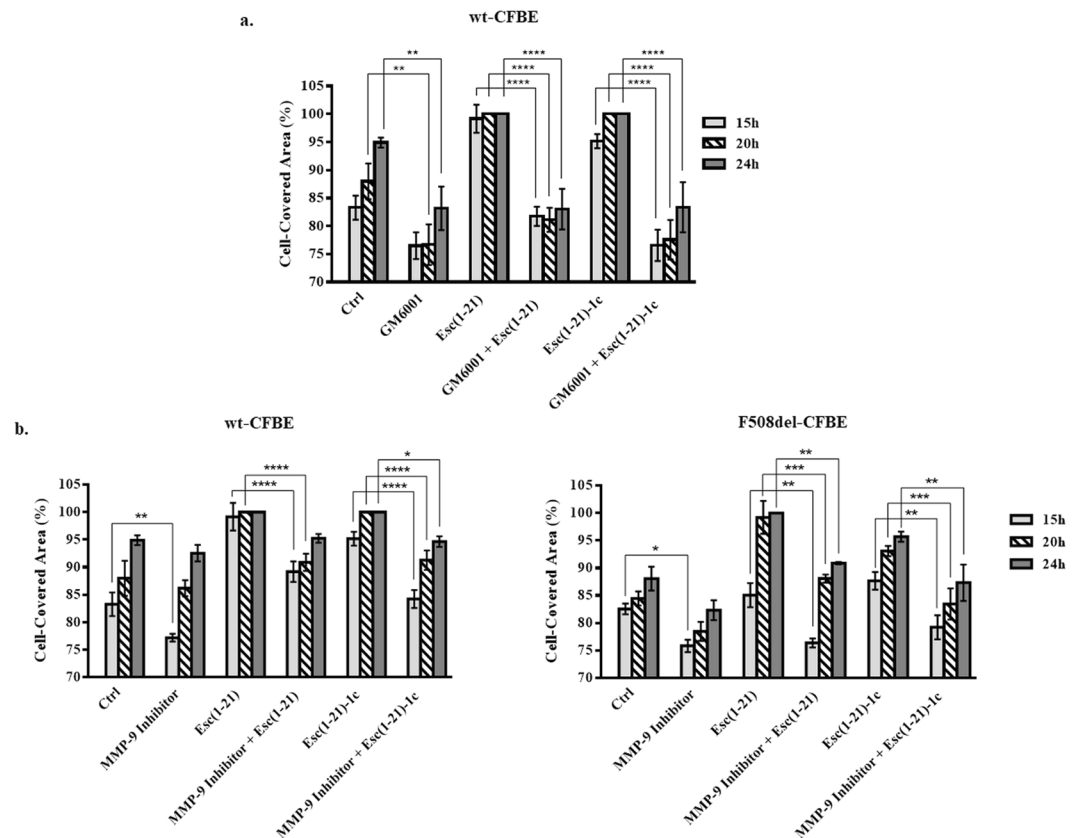 a.
wt-CFBE
** **** ****
** **** ****
**** ****
Cell-Covered Area (%)
105
100
95
90
85
80
75
70
15h
20h
24h
Ctrl
GM6001
Esc(1-21)
GM6001 + Esc(1-21)
Esc(1-21)-1c
GM6001 + Esc(1-21)-1c
b.
wt-CFBE
*
**** ****
**** ****
**
Cell-Covered Area (%)
105
100
95
90
85
80
75
70
Ctrl
MMP-9 Inhibitor
Esc(1-21)
MMP-9 Inhibitor + Esc(1-21)
Esc(1-21)-1c
MMP-9 Inhibitor + Esc(1-21)-1c
F508del-CFBE
**
*** **
** ***
**
*
Cell-Covered Area (%)
105
100
95
90
85
80
75
70
15h
20h
24h
Ctrl
MMP-9 Inhibitor
Esc(1-21)
MMP-9 Inhibitor + Esc(1-21)
Esc(1-21)-1c
MMP-9 Inhibitor + Esc(1-21)-1c